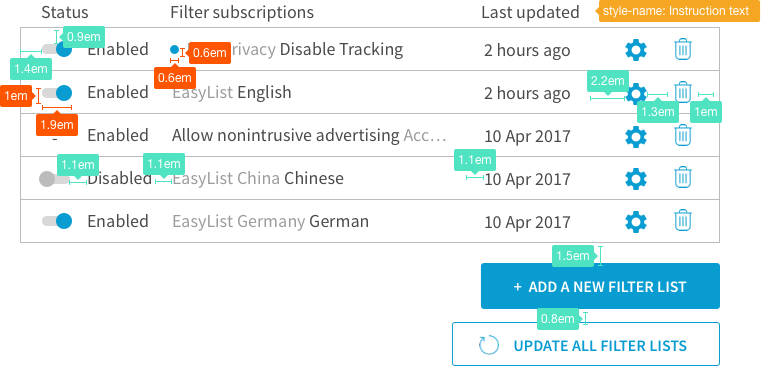 Status Filter subscriptions Last updated style-name: Instruction text
0.9em
Enabled rivacy Disable Tracking 2 hours ago
0.6em
1.4em
0.6em
2.2em
1em Enabled EasyList English 2 hours ago
1.3em 1em
1.9em
Enabled Allow nonintrusive advertising Acc... 10 Apr 2017
1.1em 1.1em 1.1em
Disabled EasyList China Chinese 10 Apr 2017
Enabled EasyList Germany German 10 Apr 2017
1.5em
+ ADD A NEW FILTER LIST
0.8em
UPDATE ALL FILTER LISTS